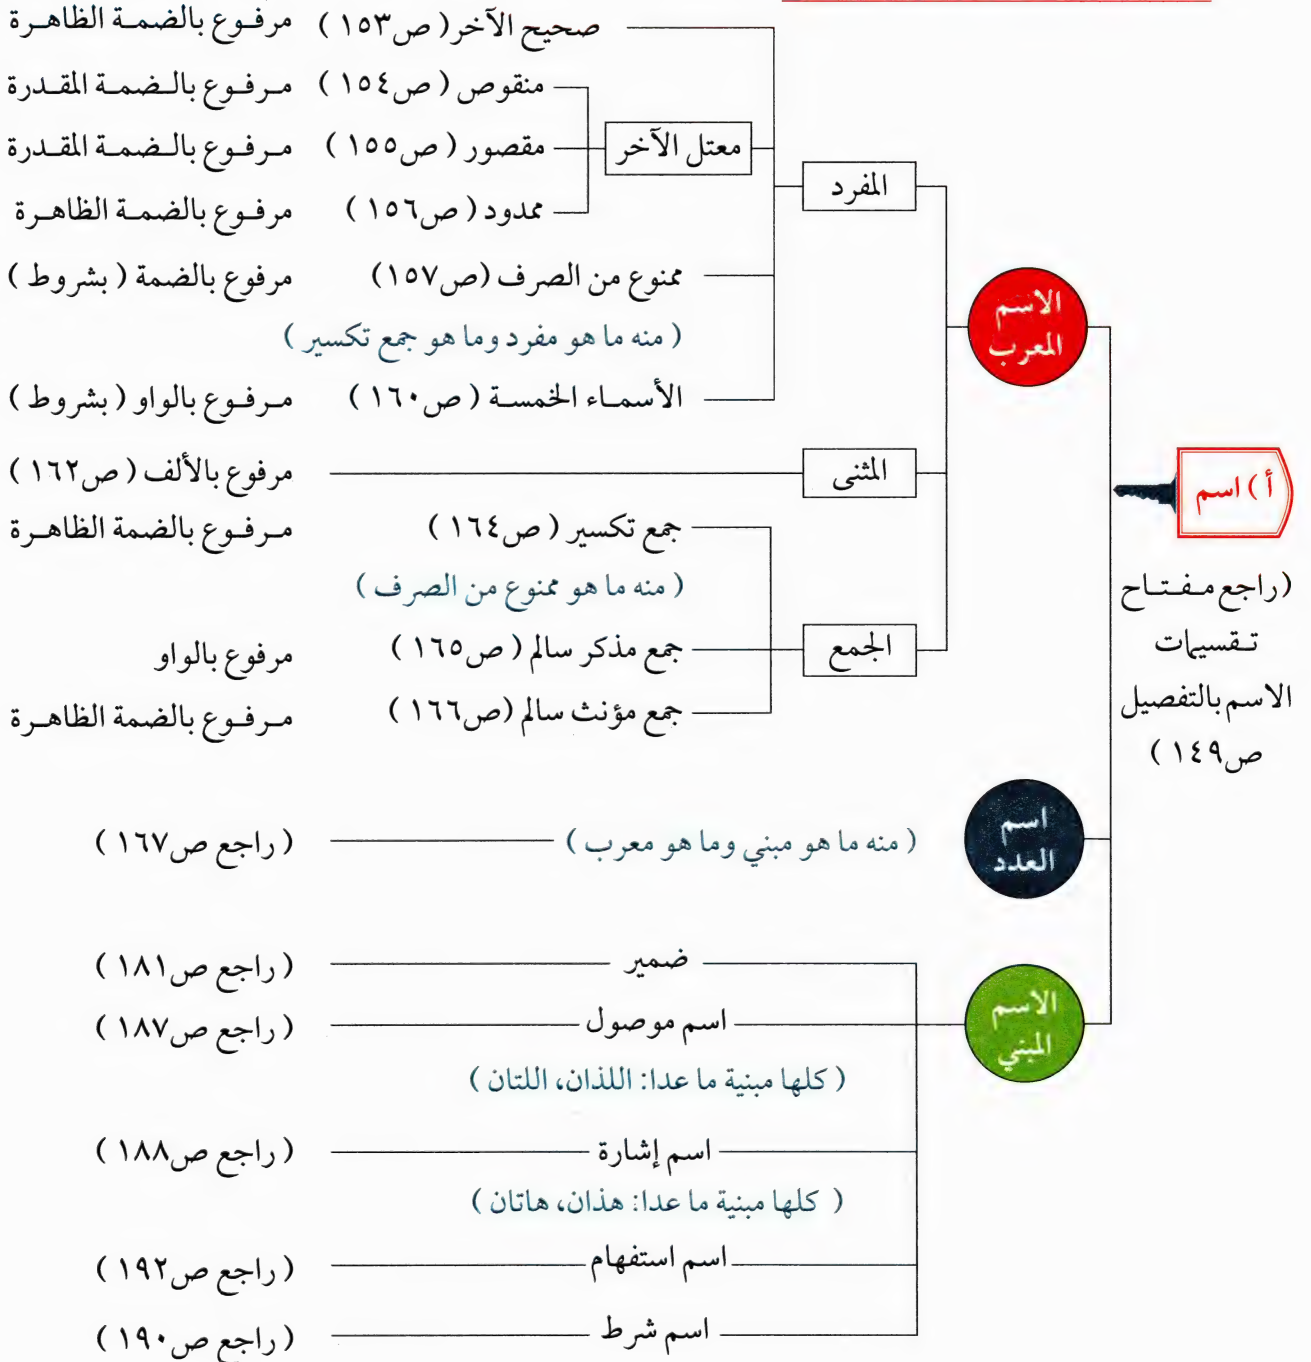 صحيح الآخر ( ص١٥٣ ) مرفوع بالضمة الظاهرة
منقوص ( ص١٥٤ ) مرفوع بالضمة المقدرة
معتل الآخر
مقصور ( ص١٥٥ ) مرفوع بالضمة المقدرة
المفرد
ممدود ( ص١٥٦ ) مرفوع بالضمة الظاهرة
ممنوع من الصرف (ص١٥٧) مرفوع بالضمة ( بشروط )
( منه ما هو مفرد وما هو جمع تكسير )
الاسم
المعرب
الأسماء الخمسة ( ص١٦٠ ) مرفوع بالواو ( بشروط )
المثنى مرفوع بالألف ( ص١٦٢ )
أ ) اسم
جمع تكسير ( ص١٦٤ ) مرفوع بالضمة الظاهرة
( منه ما هو ممنوع من الصرف )
(راجع مفتاح
تقسيمات
الاسم بالتفصيل
ص١٤٩ )
الجمع
جمع مذكر سالم ( ص١٦٥ ) مرفوع بالواو
جمع مؤنث سالم (ص١٦٦ ) مرفوع بالضمة الظاهرة
اسم
العدد
( منه ما هو مبني وما هو معرب ) ( راجع ص١٦٧ )
ضمير ( راجع ص١٨١ )
الاسم
المبني
اسم موصول ( راجع ص١٨٧ )
( كلها مبنية ما عدا: اللذان، اللتان )
اسم إشارة ( راجع ص١٨٨ )
( كلها مبنية ما عدا: هذان، هاتان )
اسم استفهام ( راجع ص١٩٢ )
اسم شرط ( راجع ص١٩٠ )